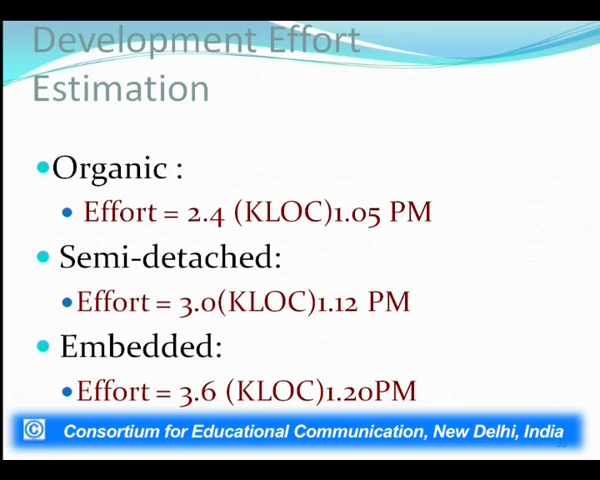 Development Effort
Estimation
•Organic :
• Effort = 2.4 (KLOC)1.05 PM
• Semi-detached:
•Effort = 3.0(KLOC)1.12 PM
• Embedded:
•Effort = 3.6 (KLOC)1.20PM
© Consortium for Educational Communication, New Delhi, India